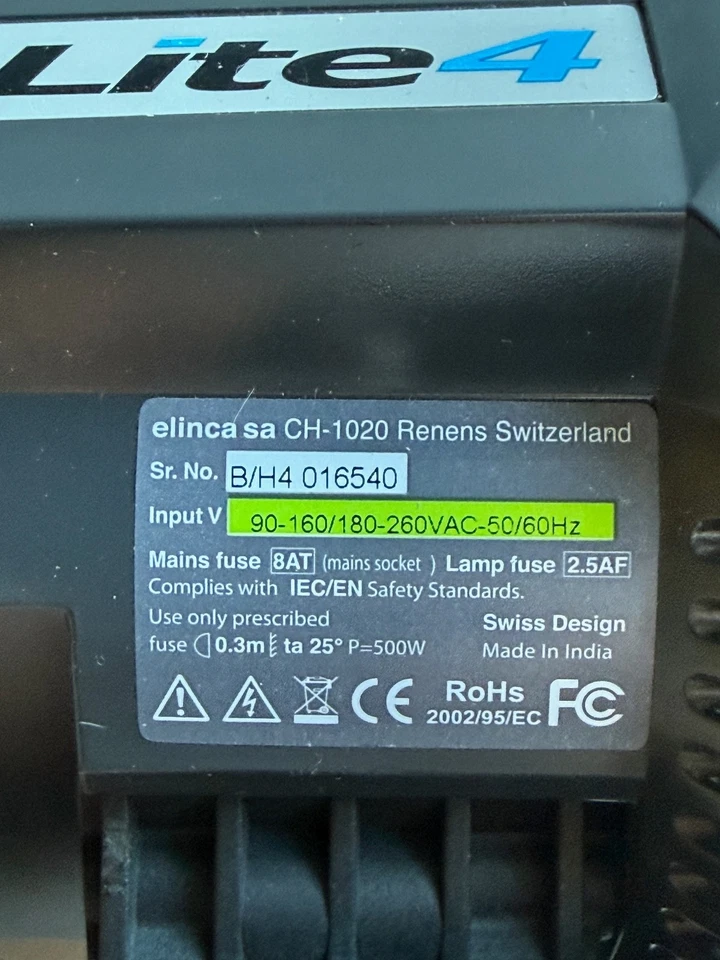 Lite4
elinca sa CH-1020 Renens Switzerland
Sr. No. B/H4 016540
Input V 90-160/180-260VAC-50/60Hz
Mains fuse 8AT (mains socket ) Lamp fuse 2.5AF
Complies with IEC/EN Safety Standards.
Use only prescribed
fuse 0.3m ta 25° P=500W
Swiss Design
Made In India
CE RoHs
2002/95/EC FC